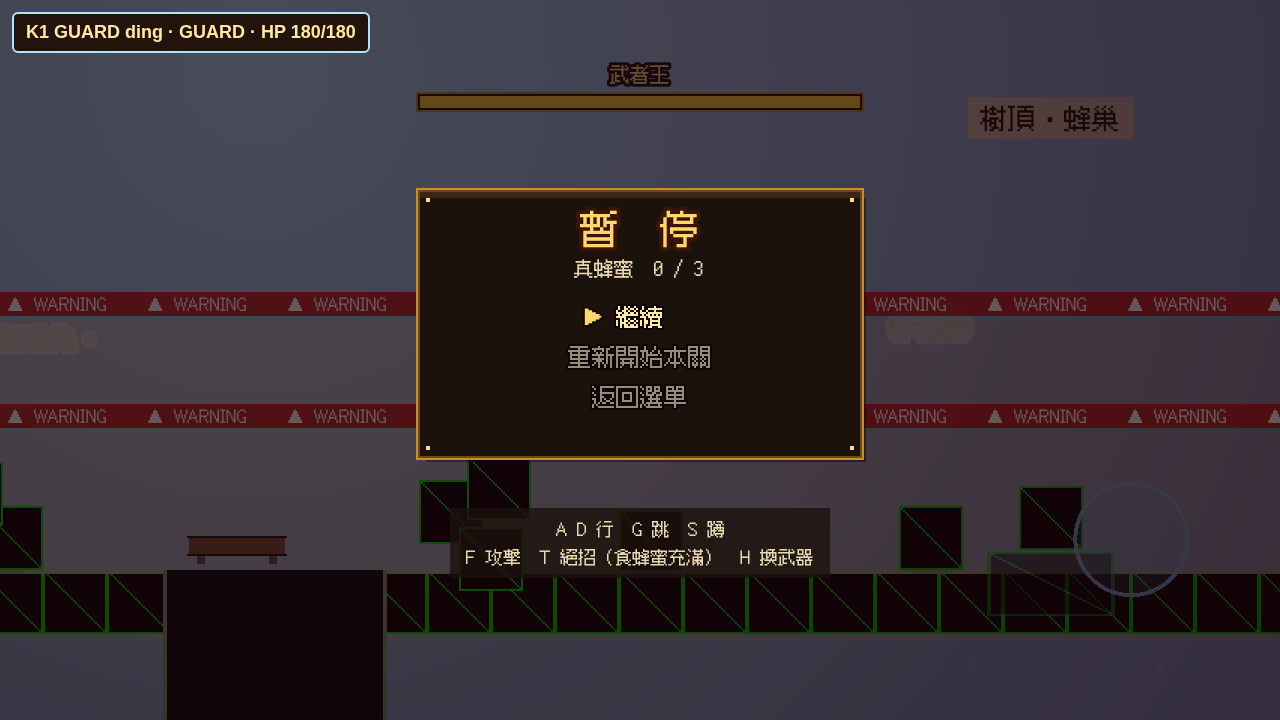 K1 GUARD ding · GUARD · HP 180/180
武者王
樹頂·蜂巢
暫 停
真蜂蜜 0 / 3
WARNING WARNING WARNING WARNING WARNING WARNING
▶ 繼續
重新開始本關
返回選單
WARNING WARNING WARNING WARNING WARNING WARNING
A D 行 G 跳 S 踎
F 攻擊 T 絕招（食蜂蜜充滿） H 換武器